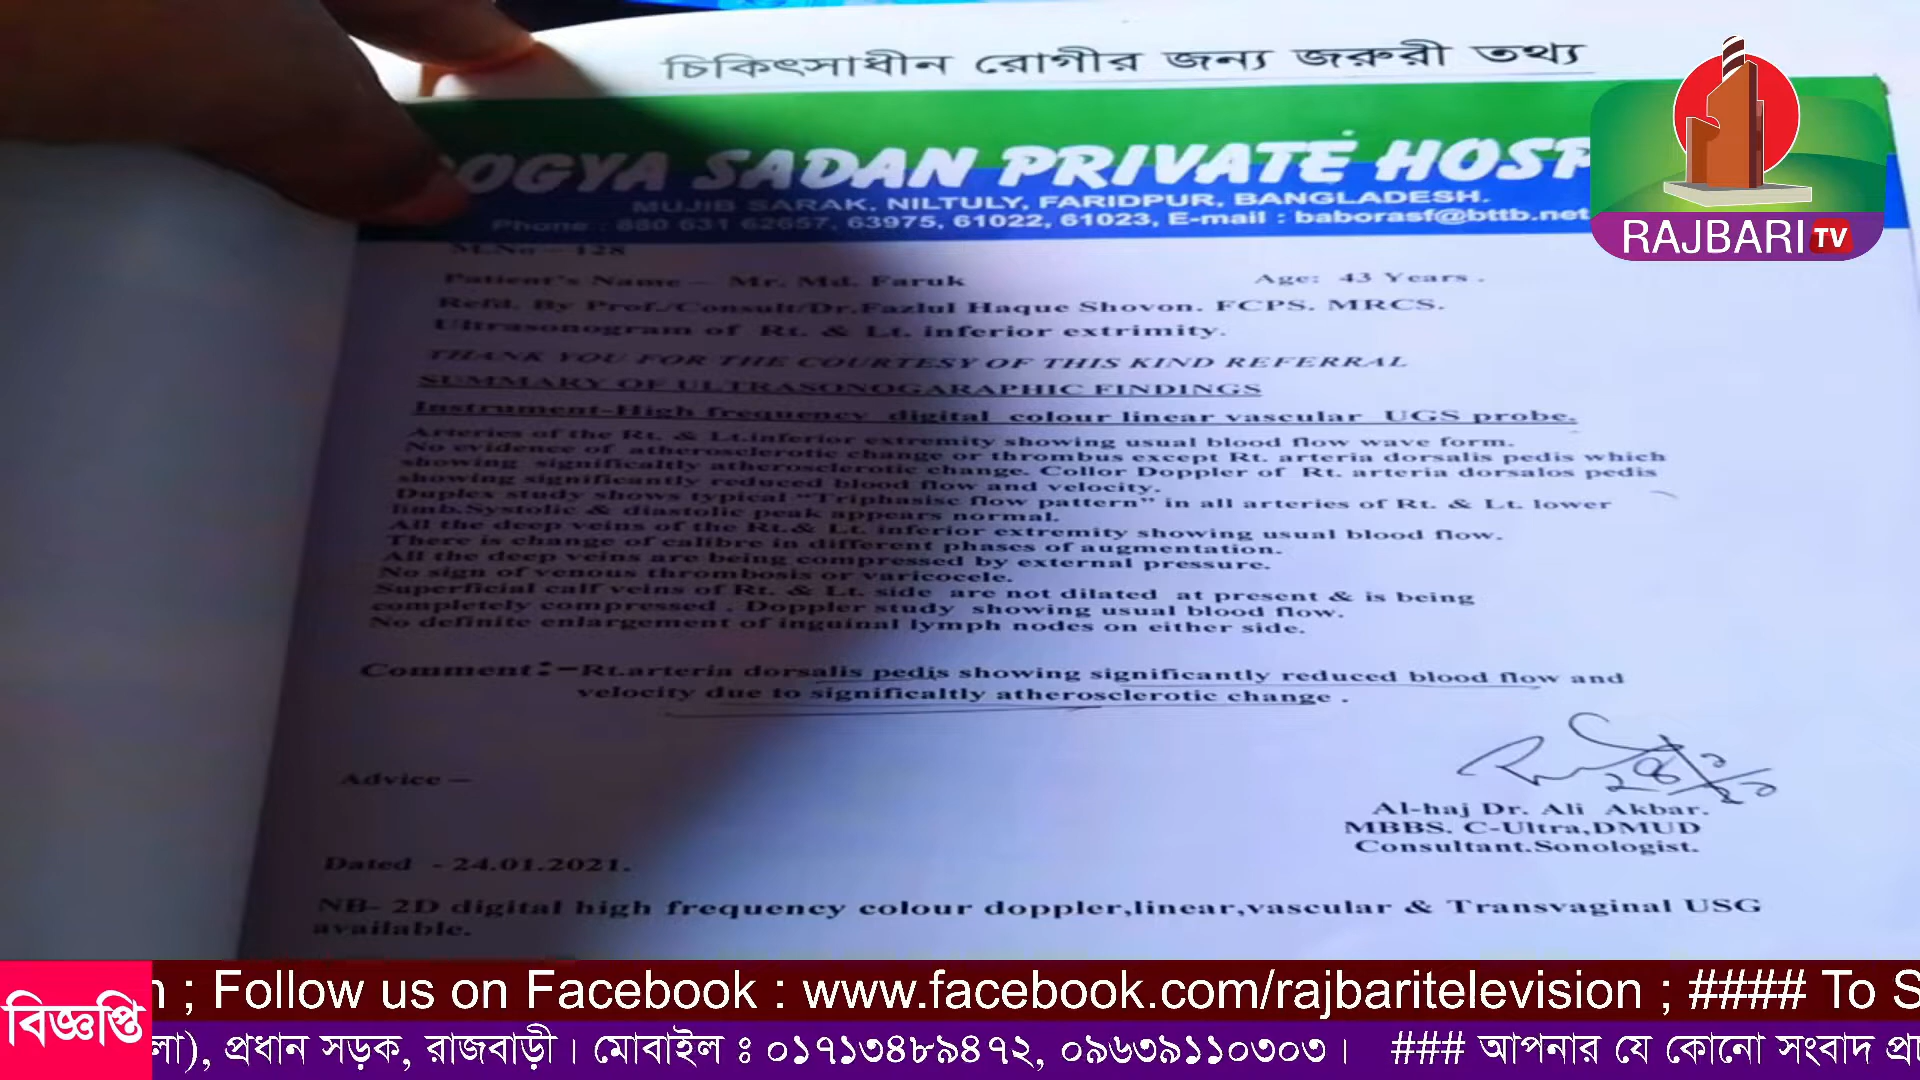 চিকিৎসাধীন রোগীর জন্য জরুরী তথ্য
OGYA SADAN PRIVATE HOSP
MUJIB SARAK, NILTULY, FARIDPUR, BANGLADESH.
Phone : 880 631 62657, 63975, 61022, 61023, E-mail : baborasf@bttb.net
RAJBARI TV
M.No – 128
Patient's Name – Mr. Md. Faruk Age: 43 Years .
Refd. By Prof./Consult/Dr.Fazlul Haque Shovon. FCPS. MRCS.
Ultrasonogram of Rt. & Lt. inferior extrimity.
THANK YOU FOR THE COURTESY OF THIS KIND REFERRAL
SUMMARY OF ULTRASONOGARAPHIC FINDINGS
Instrument-High frequency digital colour linear vascular UGS probe.
Arteries of the Rt. & Lt.inferior extremity showing usual blood flow wave form.
No evidence of atherosclerotic change or thrombus except Rt. arteria dorsalis pedis which
showing significaltly atherosclerotic change. Collor Doppler of Rt. arteria dorsalos pedis
showing significantly reduced blood flow and velocity.
Duplex study shows typical "Triphasisc flow pattern" in all arteries of Rt. & Lt. lower
limb.Systolic & diastolic peak appears normal.
All the deep veins of the Rt.& Lt. inferior extremity showing usual blood flow.
There is change of calibre in different phases of augmentation.
All the deep veins are being compressed by external pressure.
No sign of venous thrombosis or varicocele.
Superficial calf veins of Rt. & Lt. side are not dilated at present & is being
completely compressed . Doppler study showing usual blood flow.
No definite enlargement of inguinal lymph nodes on either side.
Comment:–Rt.arteria dorsalis pedis showing significantly reduced blood flow and
velocity due to significaltly atherosclerotic change .
Al-haj Dr. Ali Akbar.
MBBS. C-Ultra,DMUD
Consultant.Sonologist.
Advice –
Dated - 24.01.2021.
NB- 2D digital high frequency colour doppler,linear,vascular & Transvaginal USG
available.
বিজ্ঞপ্তি
; Follow us on Facebook : www.facebook.com/rajbaritelevision ; #### To S
লা), প্রধান সড়ক, রাজবাড়ী। মোবাইল ঃ ০১৭১৩৪৮৯৪৭২, ০৯৬৩৯১১০৩০৩। ### আপনার যে কোনো সংবাদ প্রচ